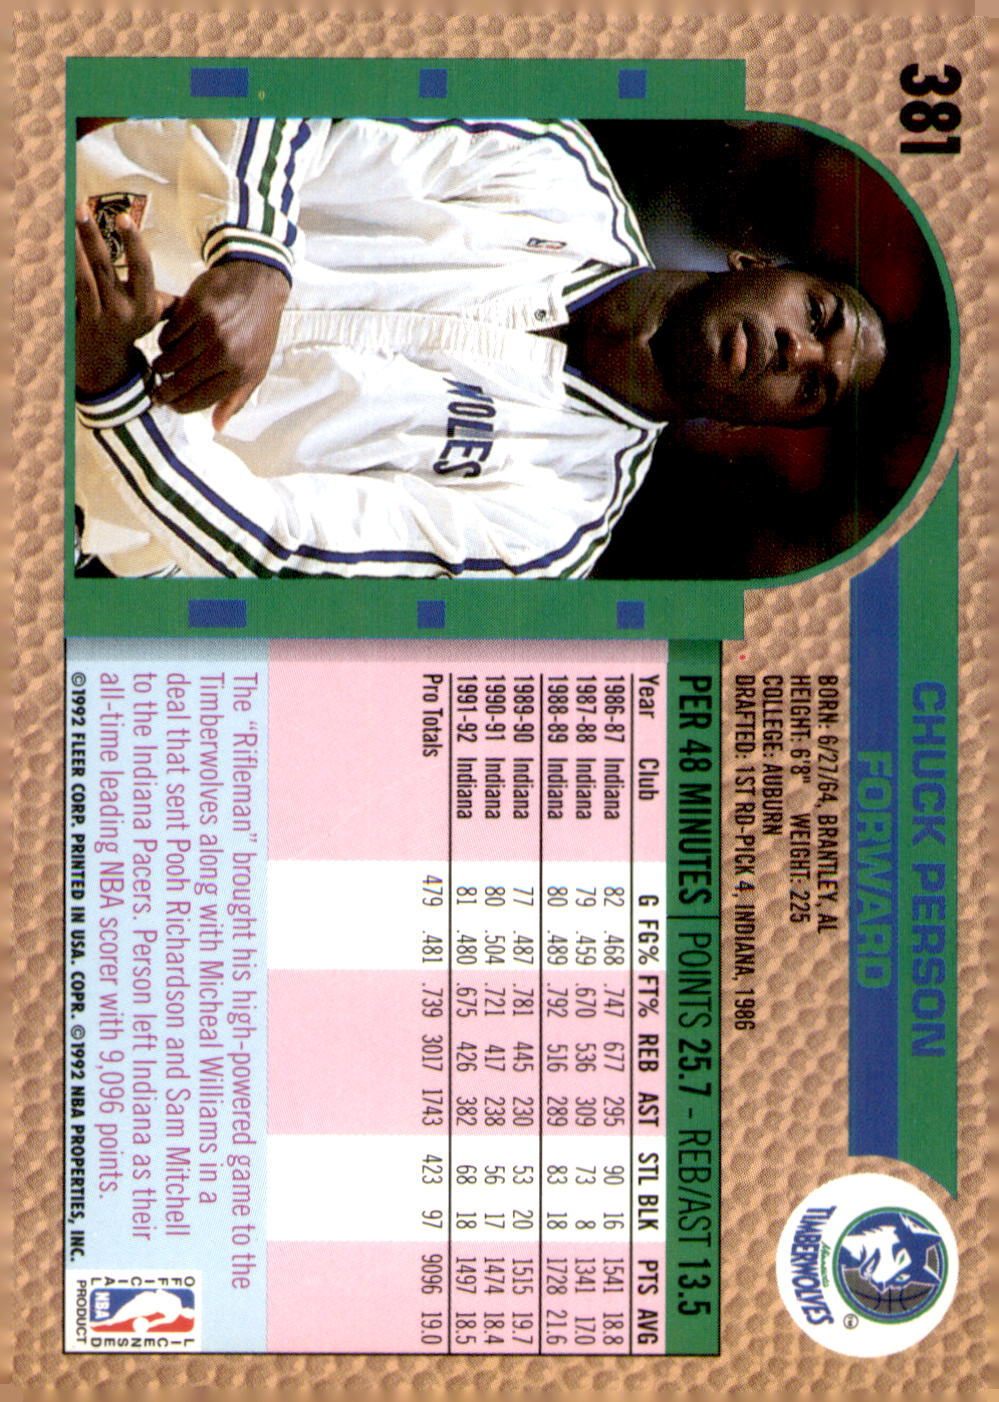 381
WOLVES
CHUCK PERSON
FORWARD
Minnesota
TIMBERWOLVES
TM
BORN: 6/27/64, BRANTLEY, AL
HEIGHT: 6'8" WEIGHT: 225
COLLEGE: AUBURN
DRAFTED: 1ST RD-PICK 4, INDIANA, 1986
PER 48 MINUTES | POINTS 25.7 - REB/AST 13.5
Year Club G FG% FT% REB AST STL BLK PTS AVG
1986-87 Indiana 82 .468 .747 677 295 90 16 1541 18.8
1987-88 Indiana 79 .459 .670 536 309 73 8 1341 17.0
1988-89 Indiana 80 .489 .792 516 289 83 18 1728 21.6
1989-90 Indiana 77 .487 .781 445 230 53 20 1515 19.7
1990-91 Indiana 80 .504 .721 417 238 56 17 1474 18.4
1991-92 Indiana 81 .480 .675 426 382 68 18 1497 18.5
Pro Totals 479 .481 .739 3017 1743 423 97 9096 19.0
The "Rifleman" brought his high-powered game to the
Timberwolves along with Micheal Williams in a
deal that sent Pooh Richardson and Sam Mitchell
to the Indiana Pacers. Person left Indiana as their
all-time leading NBA scorer with 9,096 points.
©1992 FLEER CORP. PRINTED IN USA. COPR. ©1992 NBA PROPERTIES, INC.
OFFICIAL
LICENSED
NBA
PRODUCT